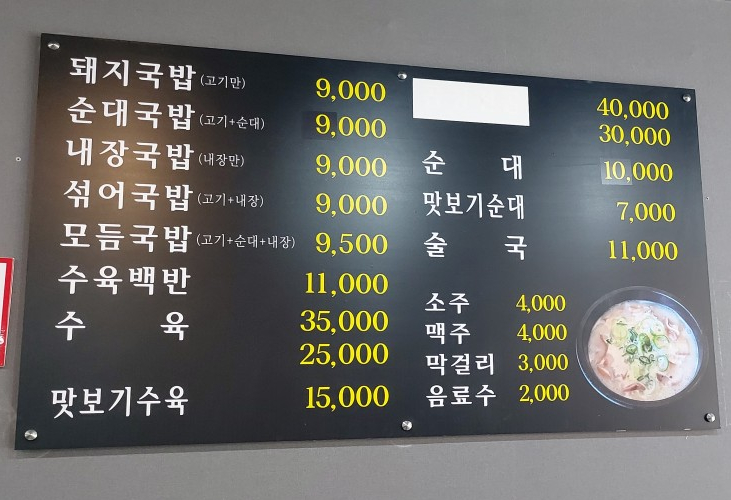 돼지국밥(고기만) 9,000
순대국밥(고기+순대) 9,000
내장국밥(내장만) 9,000
섞어국밥(고기+내장) 9,000
모듬국밥(고기+순대+내장) 9,500
수육백반 11,000
수육 35,000
25,000
맛보기수육 15,000
40,000
30,000
순대 10,000
맛보기순대 7,000
술국 11,000
소주 4,000
맥주 4,000
막걸리 3,000
음료수 2,000